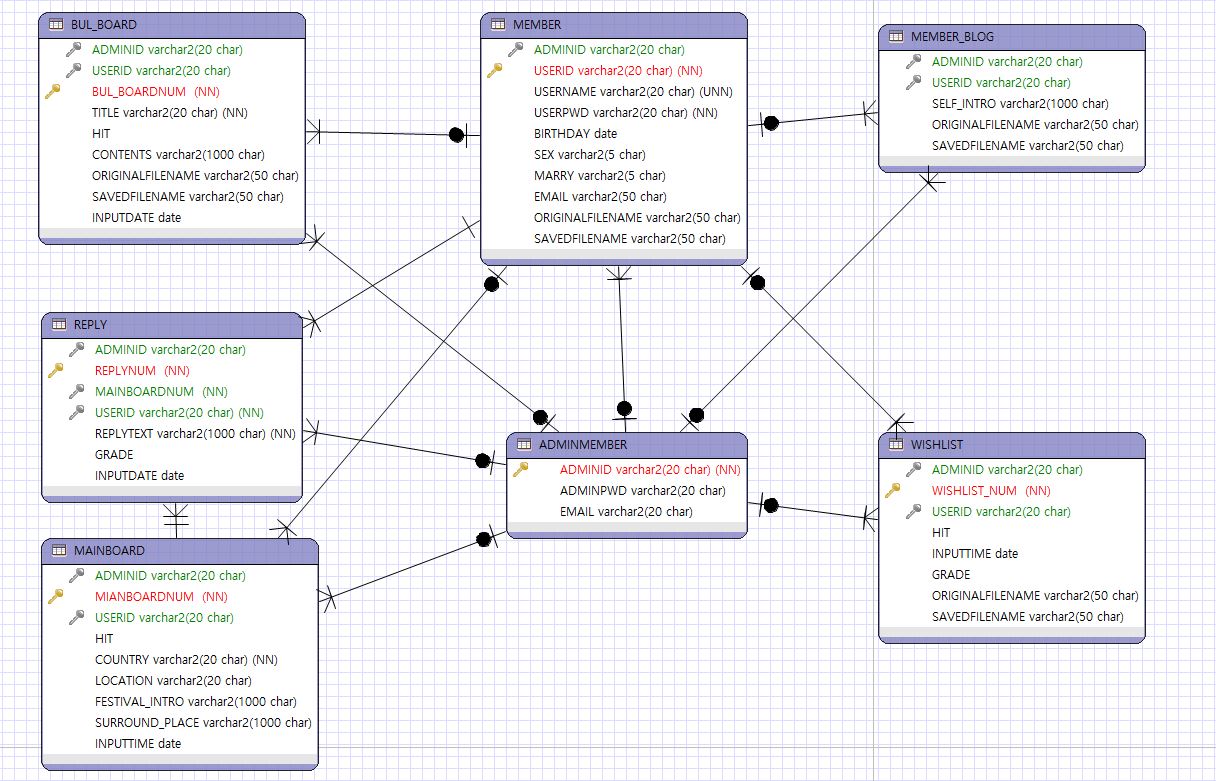 BUL_BOARD
ADMINID varchar2(20 char)
USERID varchar2(20 char)
BUL_BOARDNUM (NN)
TITLE varchar2(20 char) (NN)
HIT
CONTENTS varchar2(1000 char)
ORIGINALFILENAME varchar2(50 char)
SAVEDFILENAME varchar2(50 char)
INPUTDATE date
MEMBER
ADMINID varchar2(20 char)
USERID varchar2(20 char) (NN)
USERNAME varchar2(20 char) (UNN)
USERPWD varchar2(20 char) (NN)
BIRTHDAY date
SEX varchar2(5 char)
MARRY varchar2(5 char)
EMAIL varchar2(50 char)
ORIGINALFILENAME varchar2(50 char)
SAVEDFILENAME varchar2(50 char)
MEMBER_BLOG
ADMINID varchar2(20 char)
USERID varchar2(20 char)
SELF_INTRO varchar2(1000 char)
ORIGINALFILENAME varchar2(50 char)
SAVEDFILENAME varchar2(50 char)
REPLY
ADMINID varchar2(20 char)
REPLYNUM (NN)
MAINBOARDNUM (NN)
USERID varchar2(20 char) (NN)
REPLYTEXT varchar2(1000 char) (NN)
GRADE
INPUTDATE date
ADMINMEMBER
ADMINID varchar2(20 char) (NN)
ADMINPWD varchar2(20 char)
EMAIL varchar2(20 char)
WISHLIST
ADMINID varchar2(20 char)
WISHLIST_NUM (NN)
USERID varchar2(20 char)
HIT
INPUTTIME date
GRADE
ORIGINALFILENAME varchar2(50 char)
SAVEDFILENAME varchar2(50 char)
MAINBOARD
ADMINID varchar2(20 char)
MIANBOARDNUM (NN)
USERID varchar2(20 char)
HIT
COUNTRY varchar2(20 char) (NN)
LOCATION varchar2(20 char)
FESTIVAL_INTRO varchar2(1000 char)
SURROUND_PLACE varchar2(1000 char)
INPUTTIME date